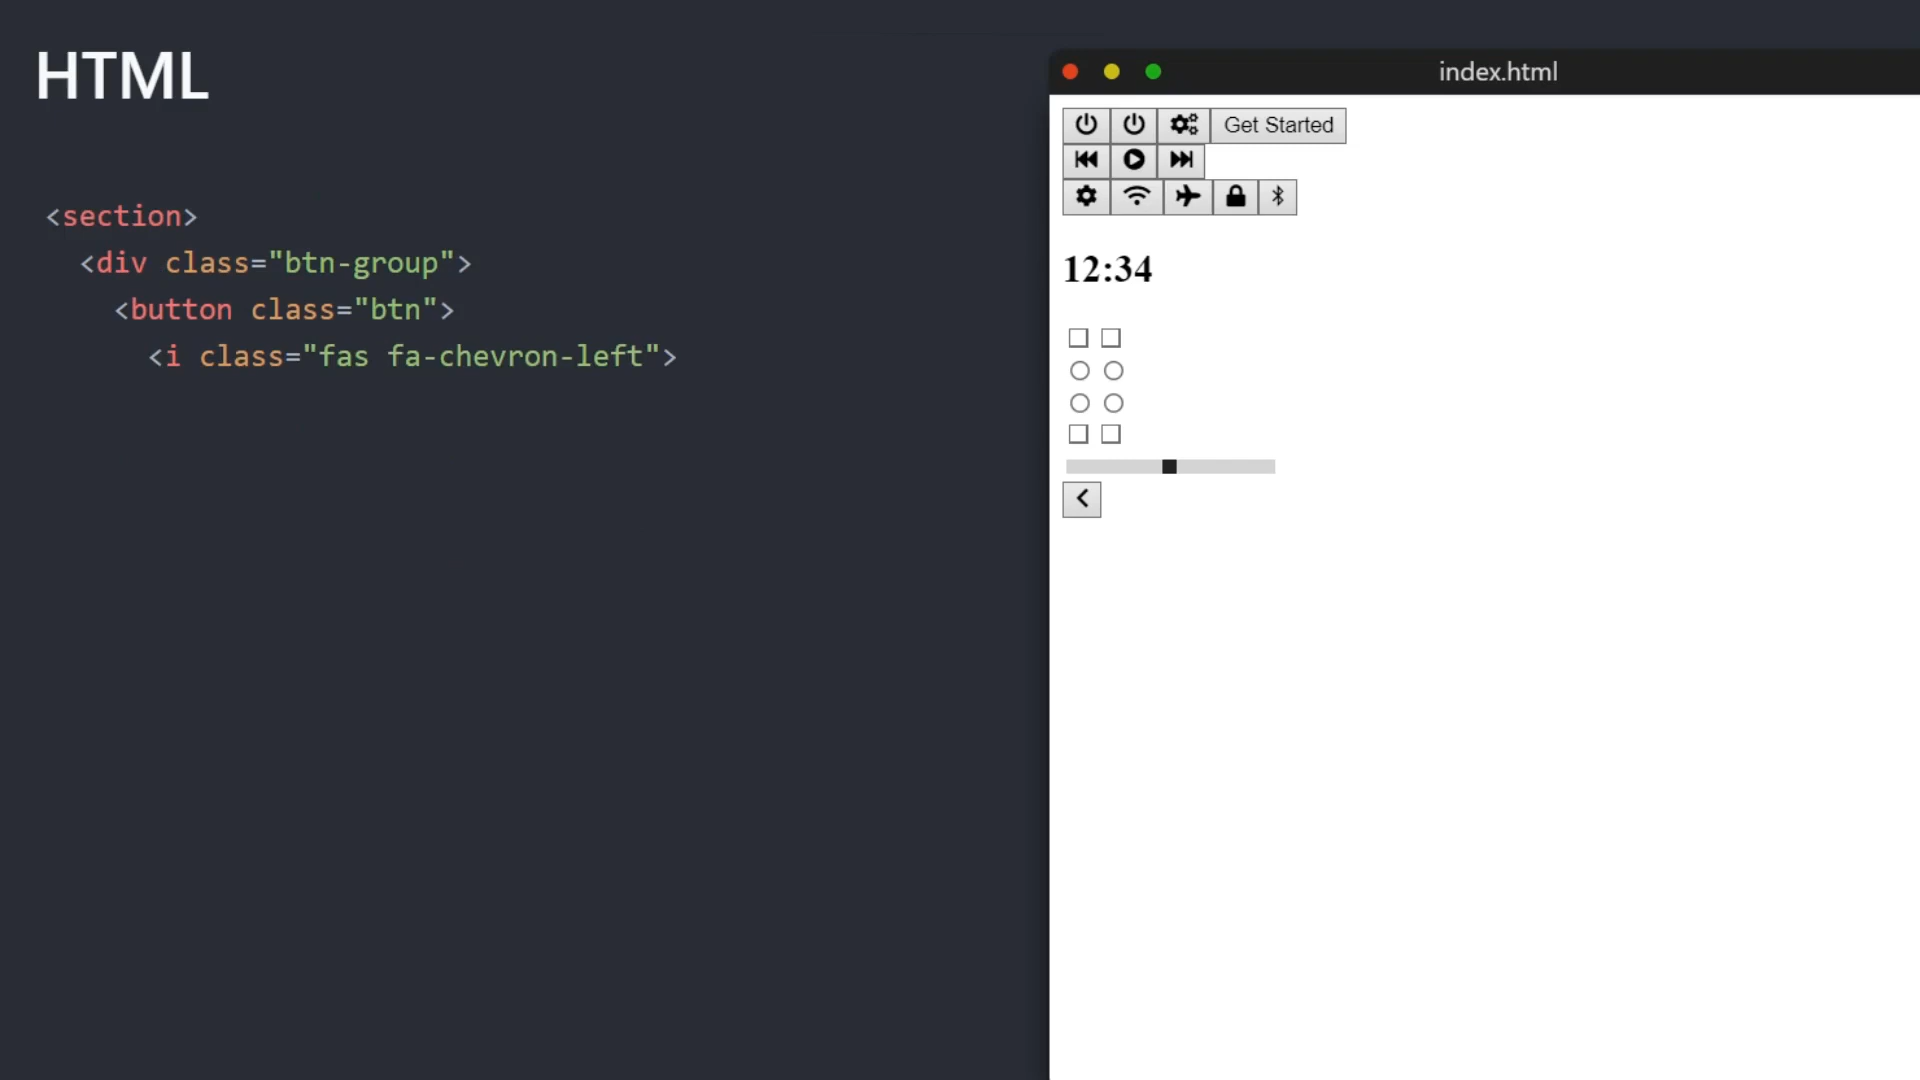 HTML
<section>
<div class="btn-group">
<button class="btn">
<i class="fas fa-chevron-left">
index.html
Get Started
12:34